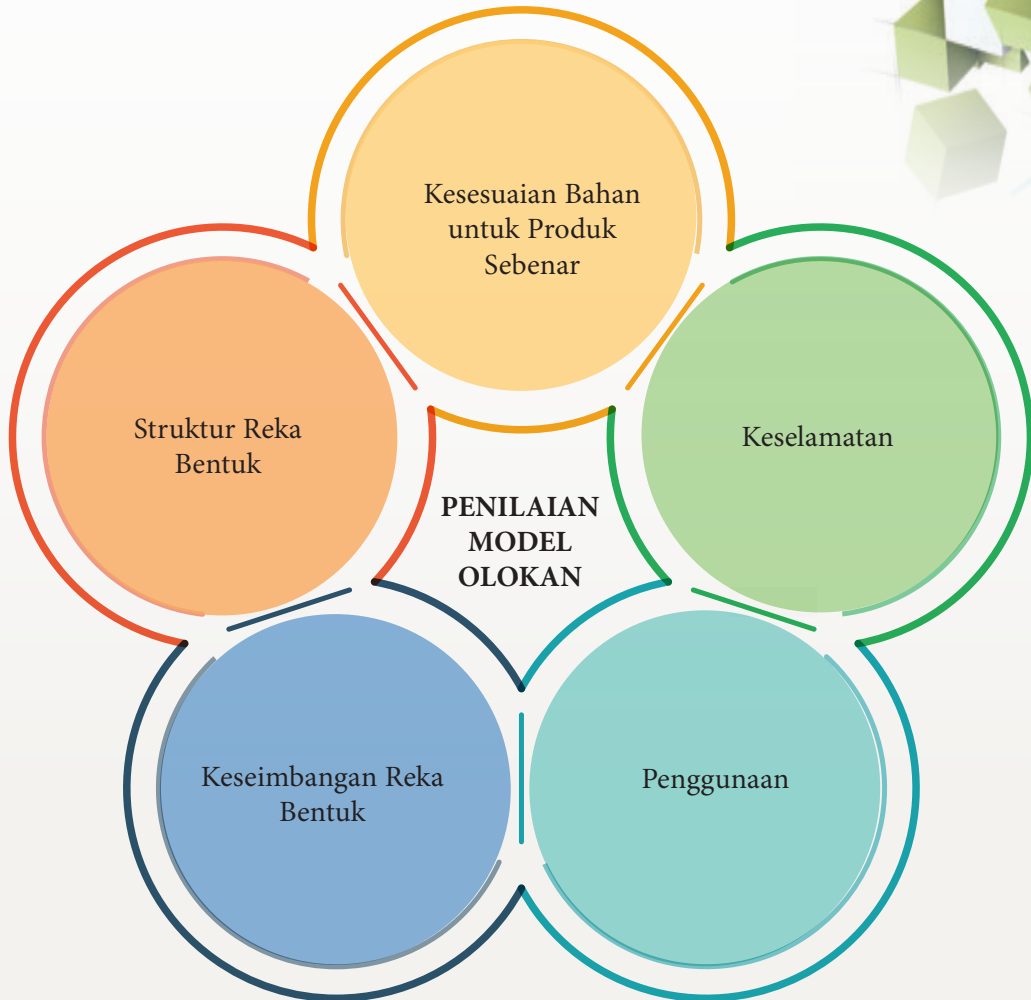 Kesesuaian Bahan
untuk Produk
Sebenar
Struktur Reka
Bentuk
Keselamatan
PENILAIAN
MODEL
OLOKAN
Keseimbangan Reka
Bentuk
Penggunaan